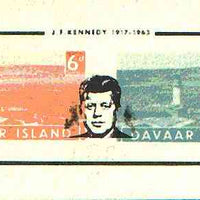 J.F. KENNEDY 1917-1963
6d
R ISLAND DAVAAR